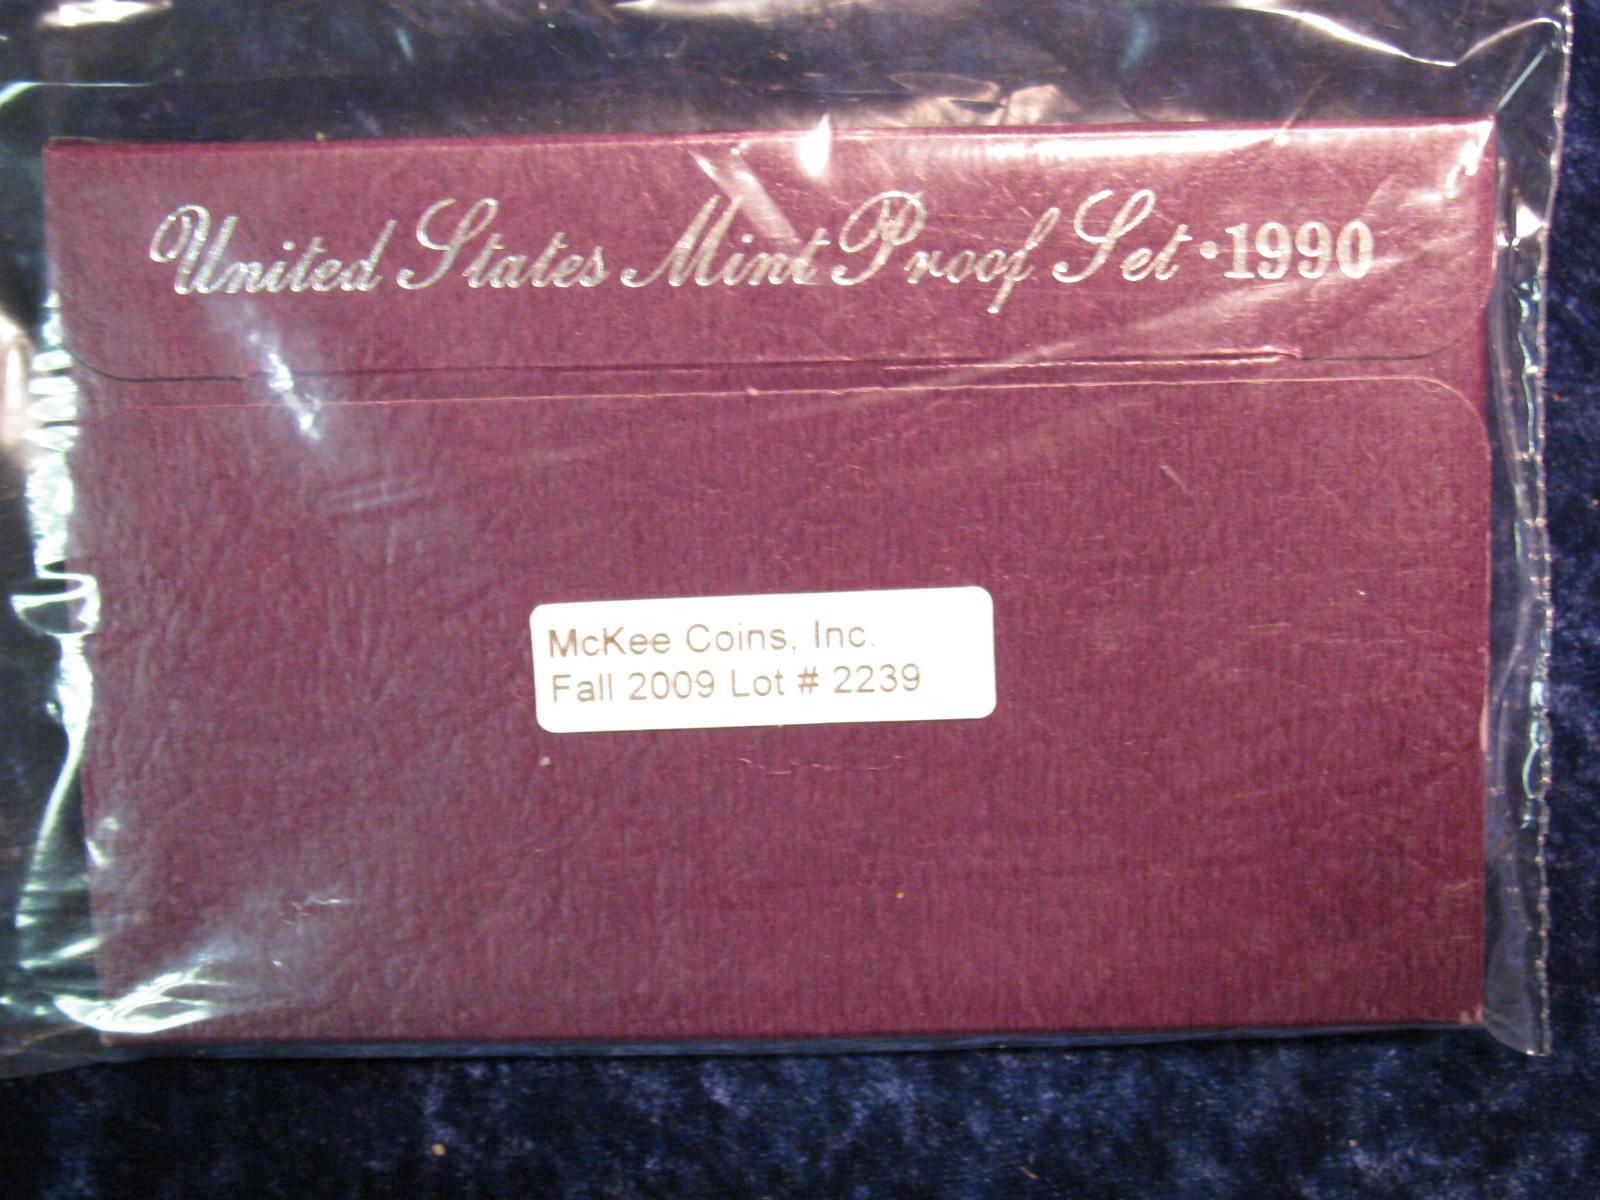 United States Mint Proof Set · 1990
McKee Coins, Inc.
Fall 2009 Lot # 2239